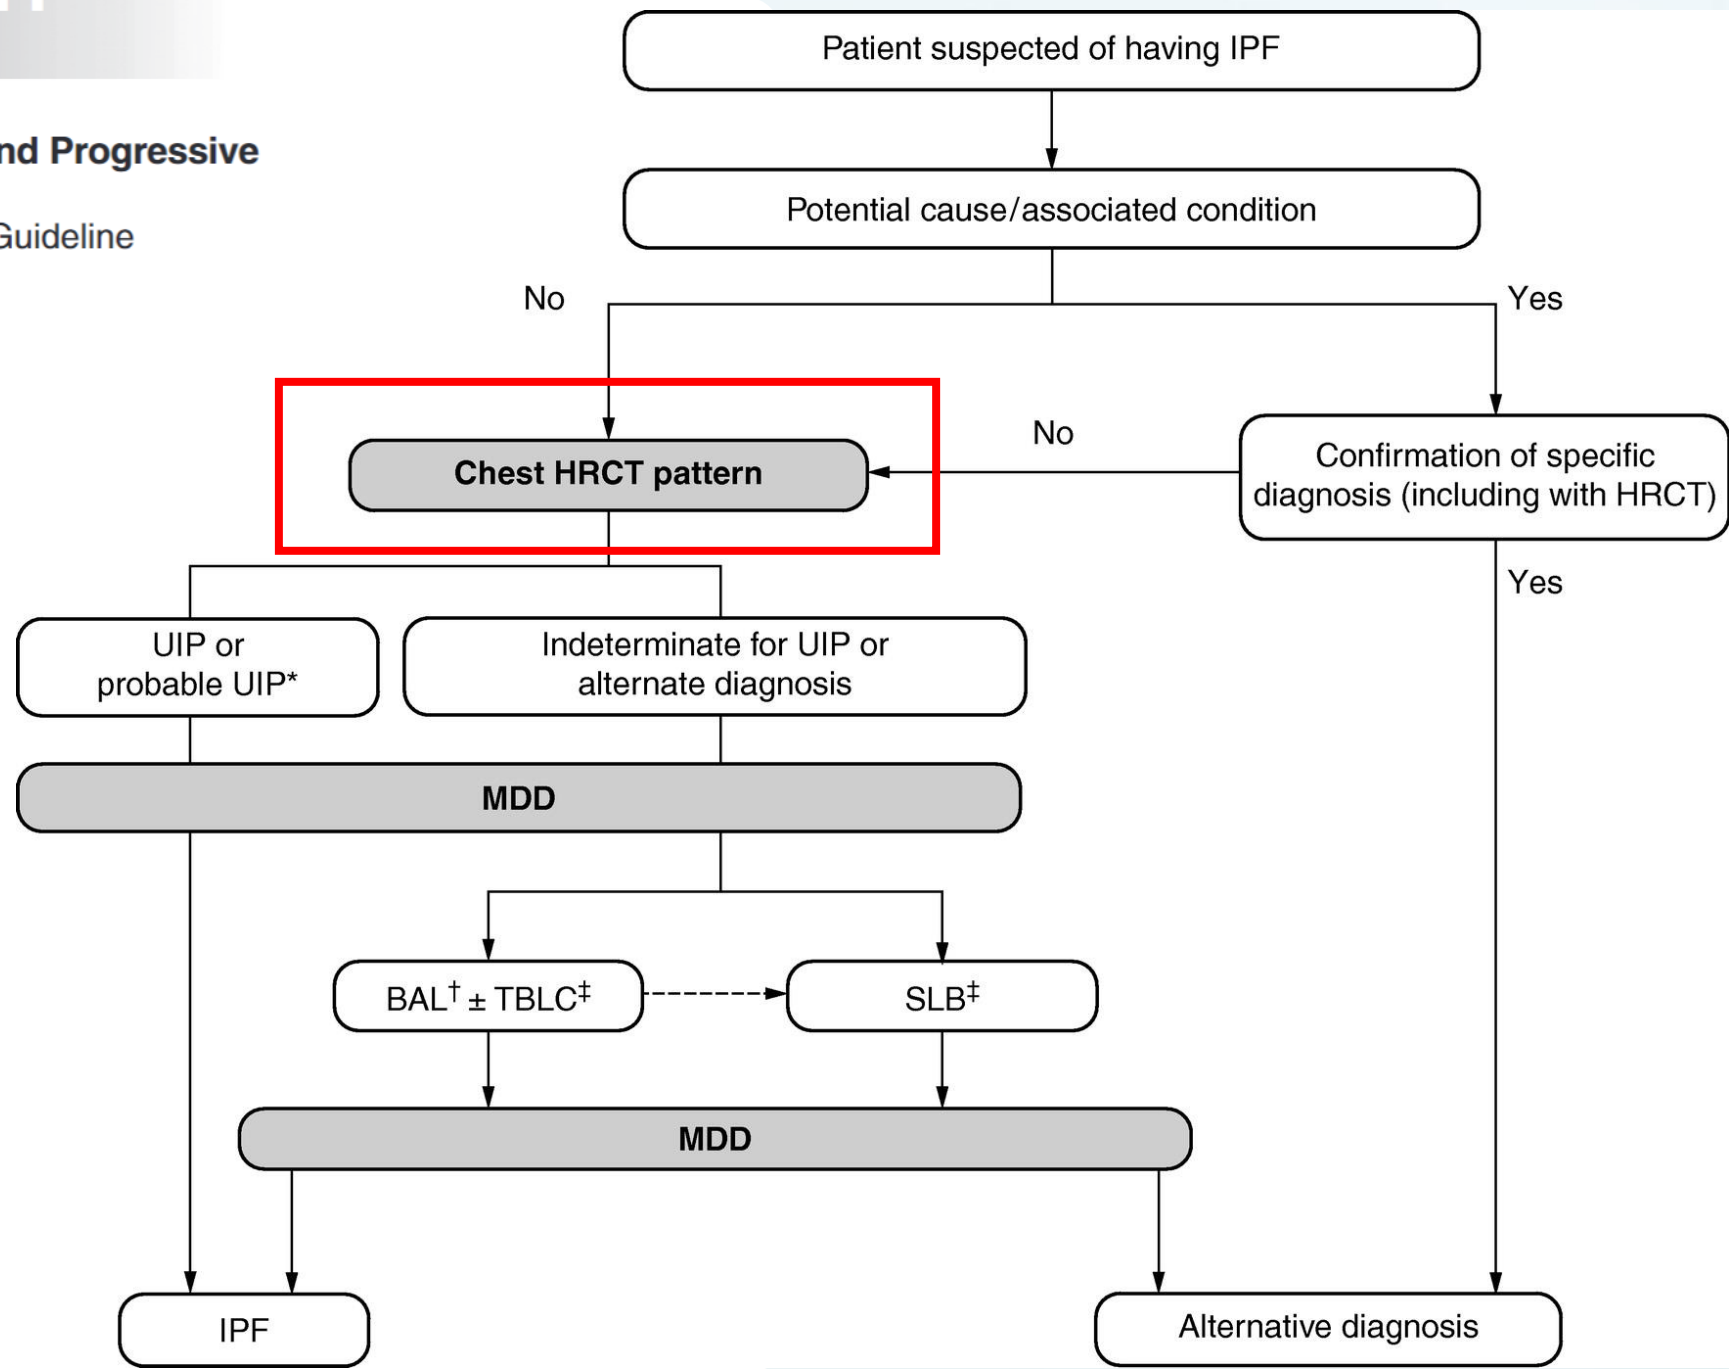 Patient suspected of having IPF
nd Progressive
Potential cause/associated condition
Guideline
No
Yes
Chest HRCT pattern
No
Confirmation of specific
diagnosis (including with HRCT)
Yes
UIP or
probable UIP*
Indeterminate for UIP or
alternate diagnosis
MDD
BAL† ± TBLC‡
SLB‡
MDD
IPF
Alternative diagnosis